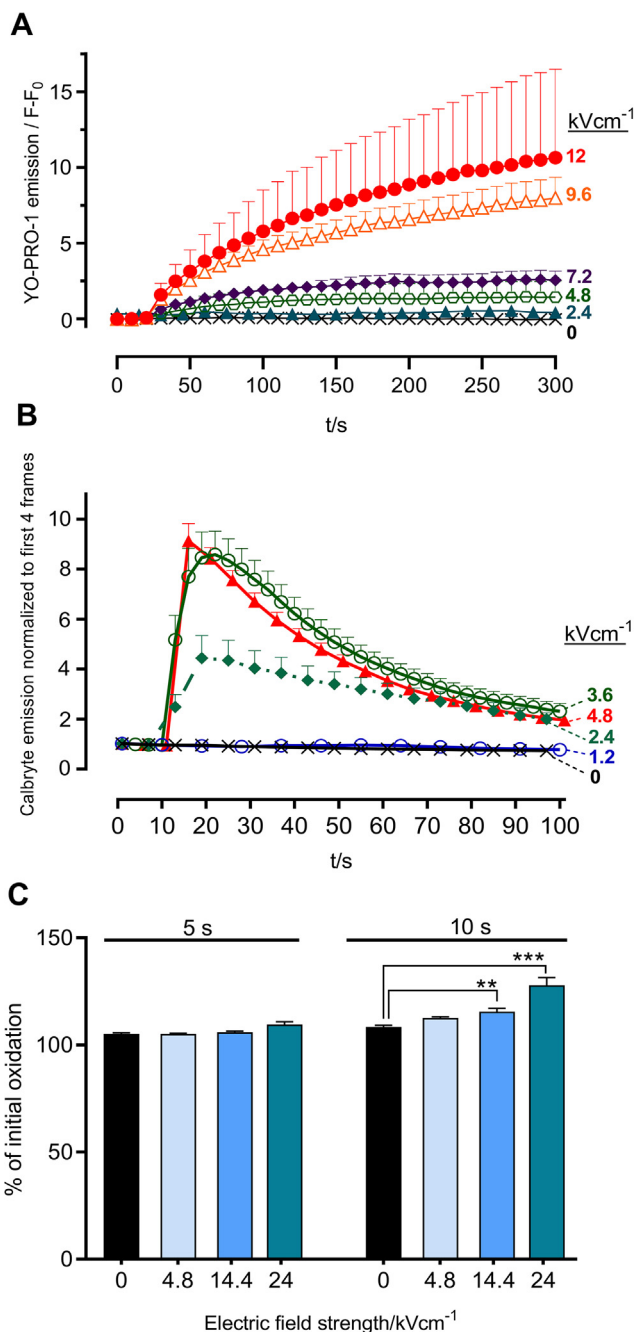 A
YO-PRO-1 emission / F-F₀
15
10
5
0
kVcm⁻¹
12
9.6
7.2
4.8
2.4
0
0 50 100 150 200 250 300
t/s
B
Calbryte emission normalized to first 4 frames
10
8
6
4
2
0
kVcm⁻¹
3.6
4.8
2.4
1.2
0
0 10 20 30 40 50 60 70 80 90 100
t/s
C
% of initial oxidation
150
100
50
0
5 s 10 s
***
**
0 4.8 14.4 24 0 4.8 14.4 24
Electric field strength/kVcm⁻¹